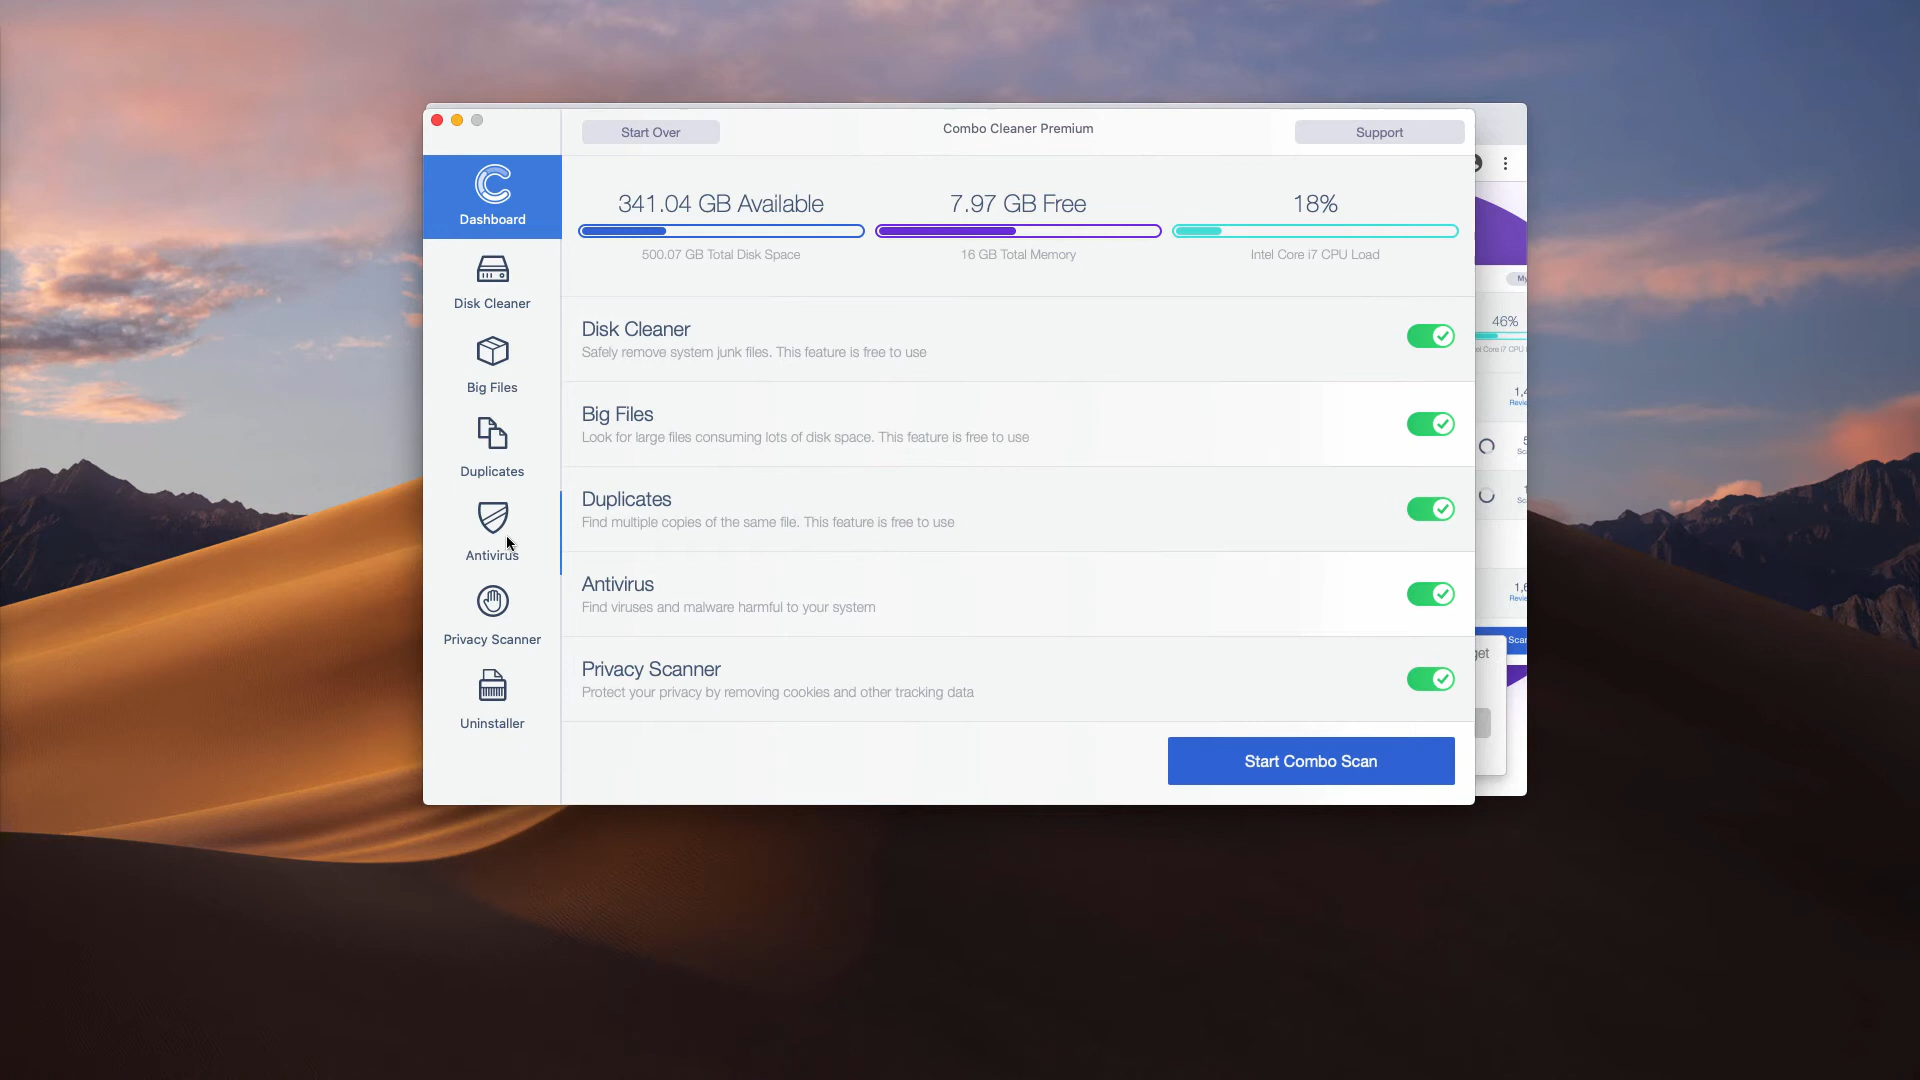 Start Over
Combo Cleaner Premium
Support
Dashboard
341.04 GB Available
7.97 GB Free
18%
500.07 GB Total Disk Space
16 GB Total Memory
Intel Core i7 CPU Load
Disk Cleaner
Big Files
Duplicates
Antivirus
Privacy Scanner
Uninstaller
Disk Cleaner
Safely remove system junk files. This feature is free to use
Big Files
Look for large files consuming lots of disk space. This feature is free to use
Duplicates
Find multiple copies of the same file. This feature is free to use
Antivirus
Find viruses and malware harmful to your system
Privacy Scanner
Protect your privacy by removing cookies and other tracking data
Start Combo Scan
46%